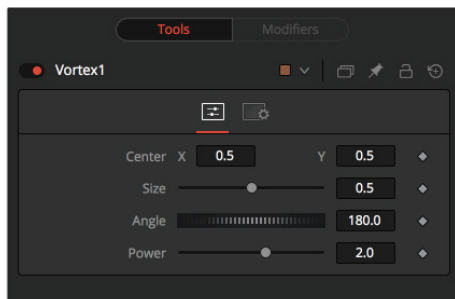 Tools Modifiers
Vortex1
Center X 0.5 Y 0.5
Size 0.5
Angle 180.0
Power 2.0